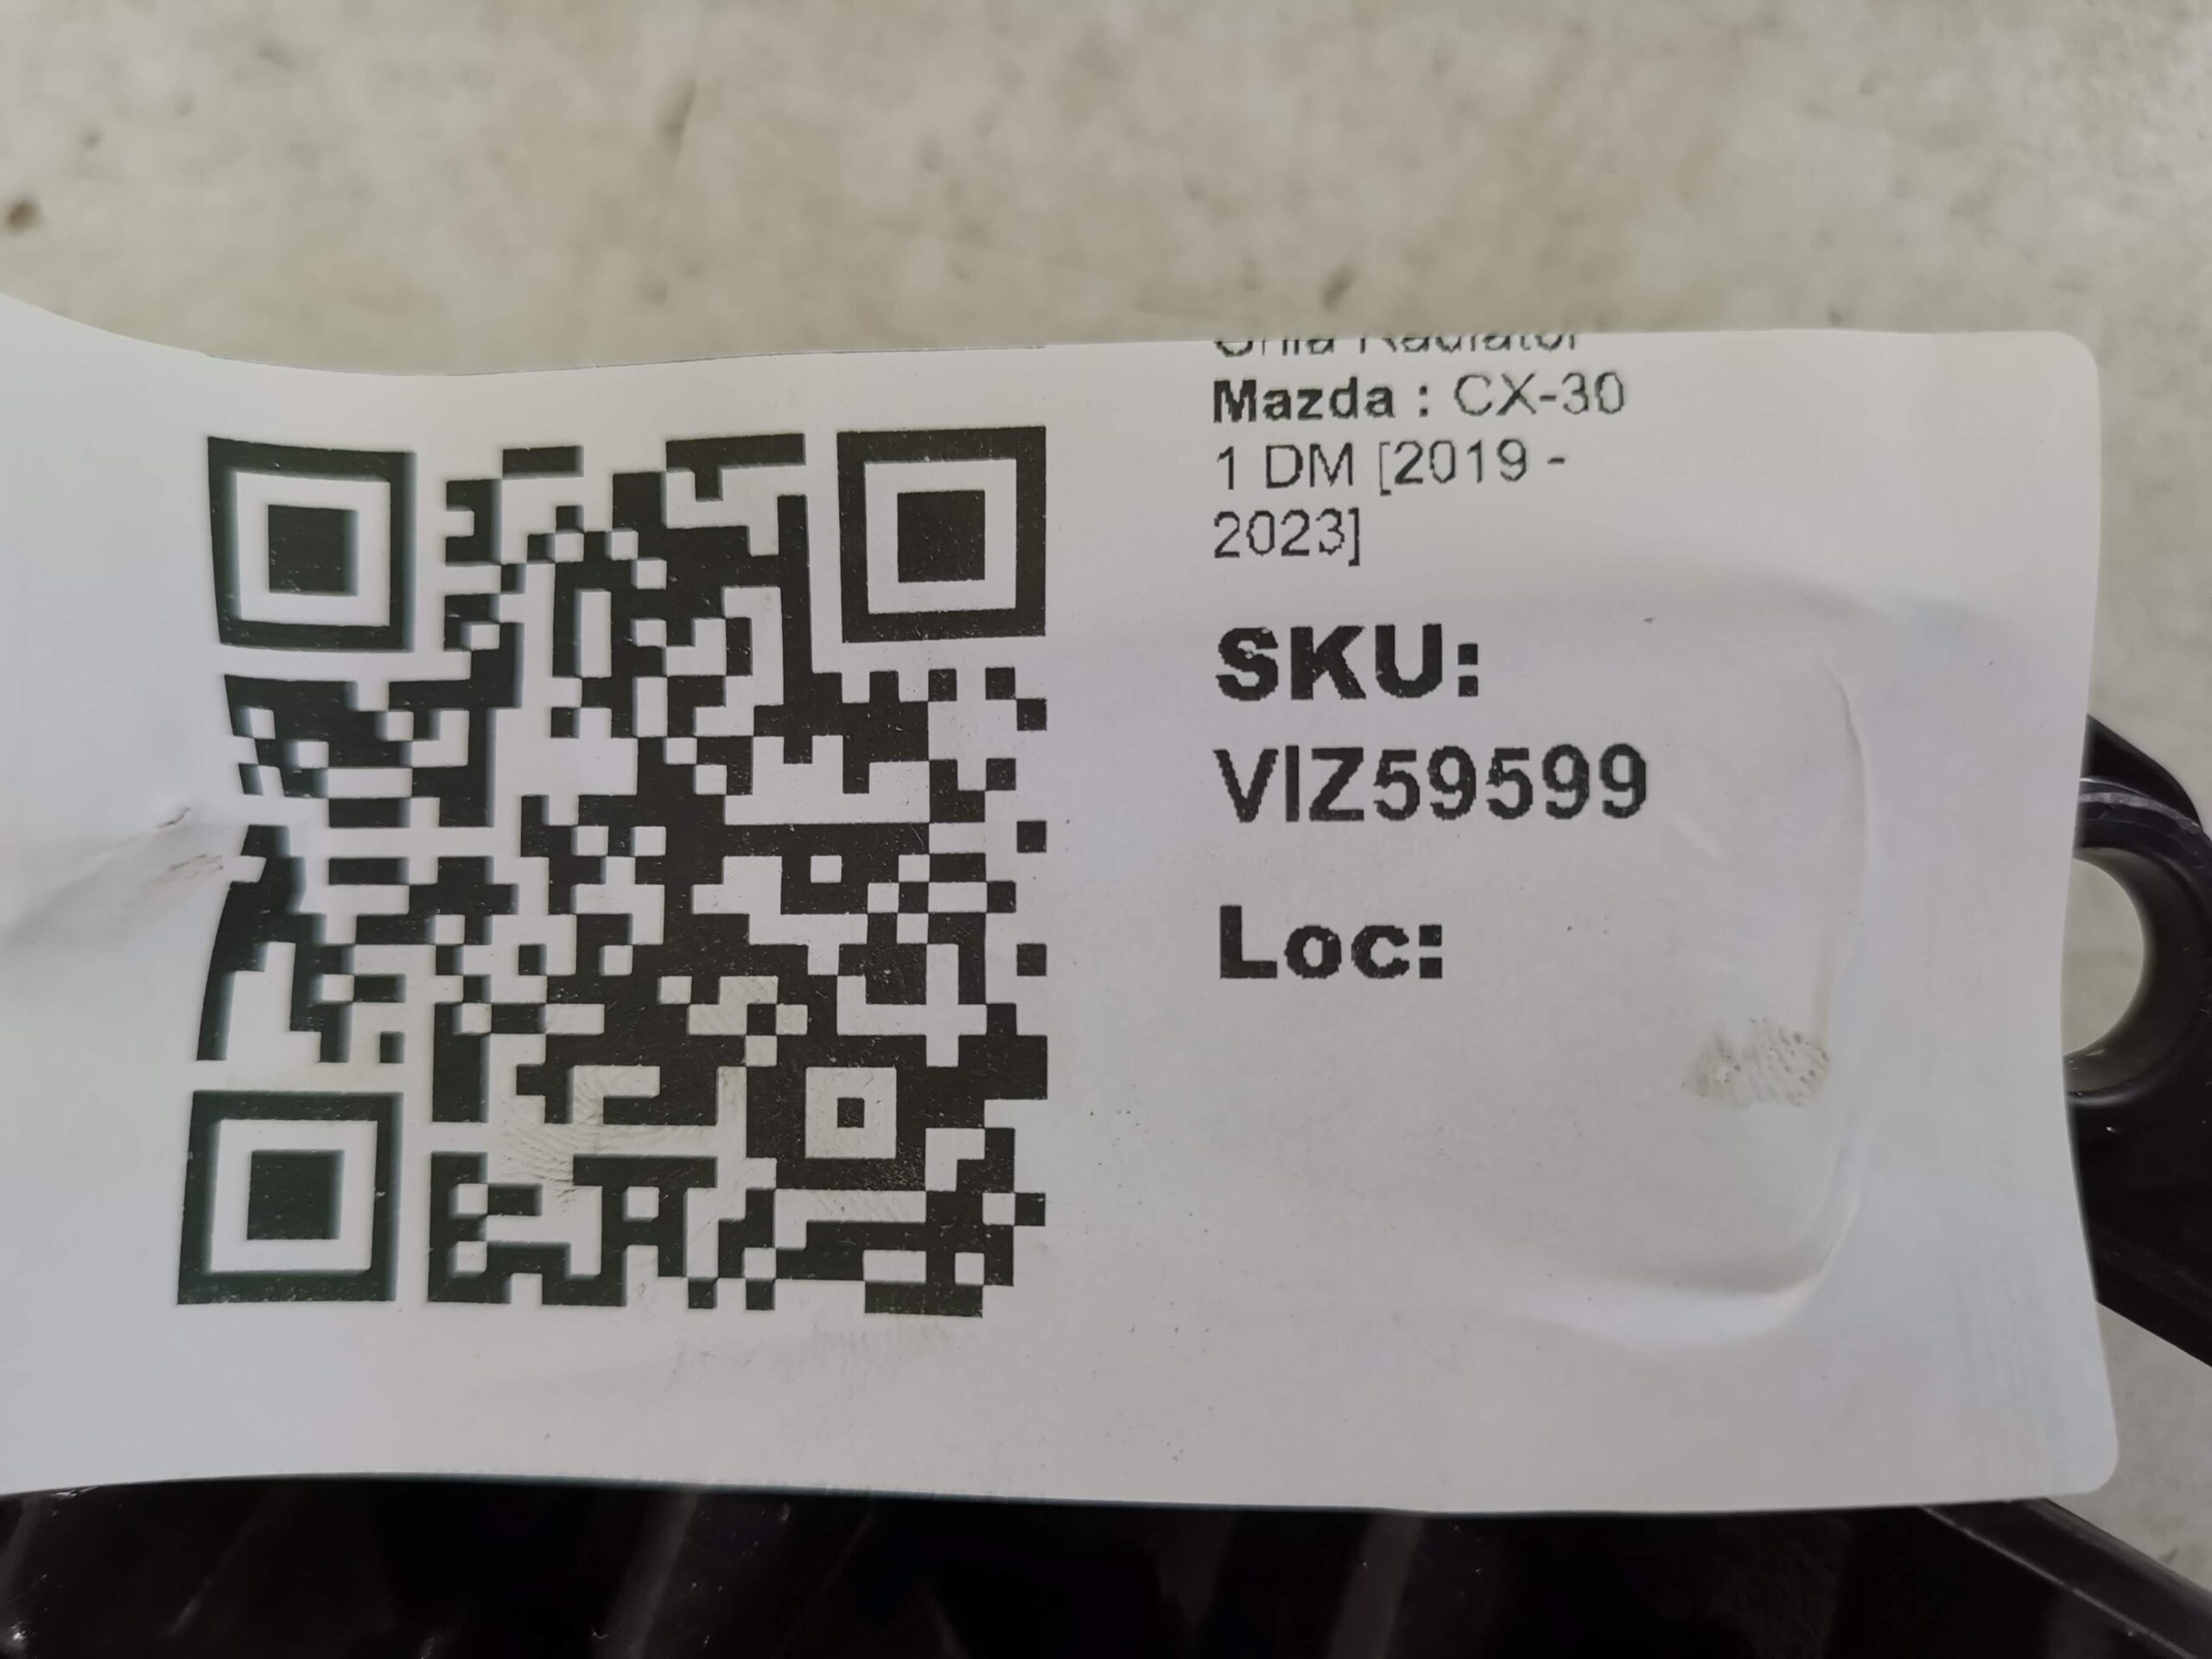 Mazda : CX-30
1 DM [2019 -
2023]
SKU:
VIZ59599
Loc: